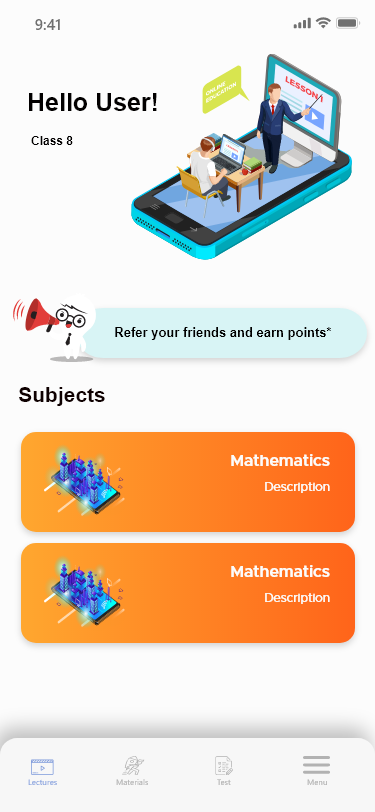 9:41
ONLINE
EDUCATION
LESSON 1
Hello User!
Class 8
Refer your friends and earn points*
Subjects
Mathematics
Description
Mathematics
Description
Lectures
Materials
Test
Menu